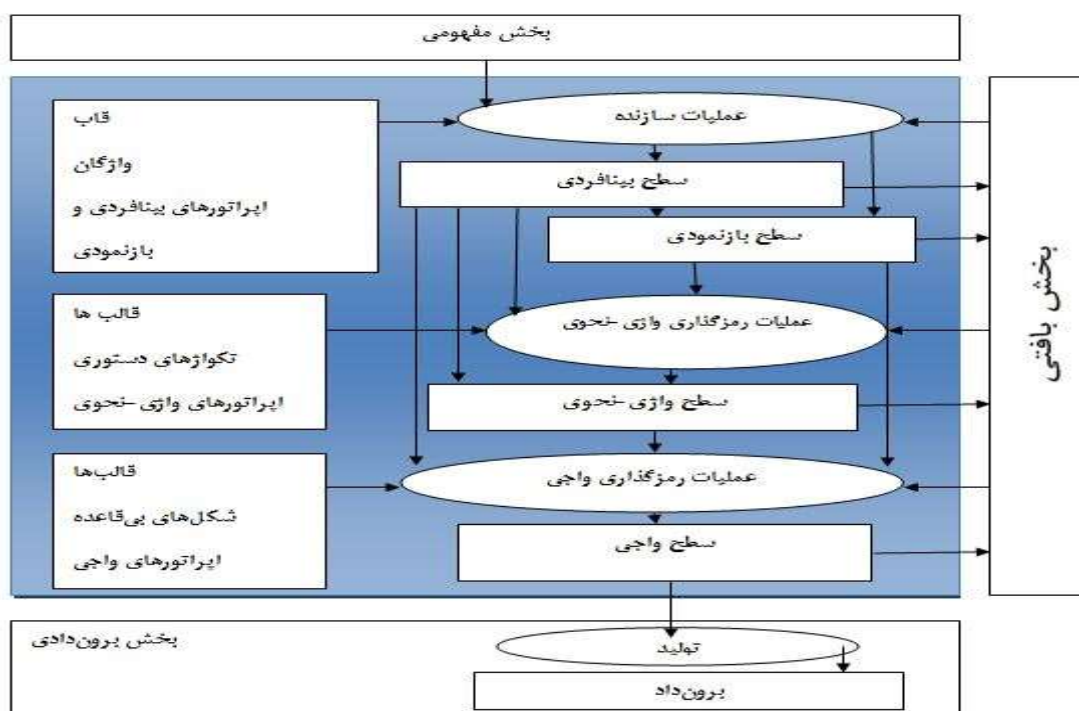 بخش مفهومی
عملیات سازنده
قاب
واژگان
اپراتورهای بینافردی و
بازنمودی
سطح بینافردی
سطح بازنمودی
بخش بافتی
عملیات رمزگذاری واژی-نحوی
قالب ها
تکواژهای دستوری
اپراتورهای واژی-نحوی
سطح واژی-نحوی
عملیات رمزگذاری واجی
قالب‌ها
شکل‌های بی‌قاعده
اپراتورهای واجی
سطح واجی
بخش برون‌دادی
تولید
برون‌داد